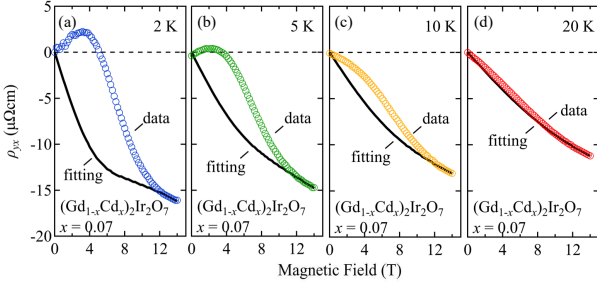 (a) 2 K
(b) 5 K
(c) 10 K
(d) 20 K
5
0
-5
-10
-15
-20
ρyx (μΩcm)
data
fitting
(Gd1-xCdx)2Ir2O7
x = 0.07
data
fitting
(Gd1-xCdx)2Ir2O7
x = 0.07
data
fitting
(Gd1-xCdx)2Ir2O7
x = 0.07
data
fitting
(Gd1-xCdx)2Ir2O7
x = 0.07
0 4 8 12
0 4 8 12
0 4 8 12
0 4 8 12
Magnetic Field (T)